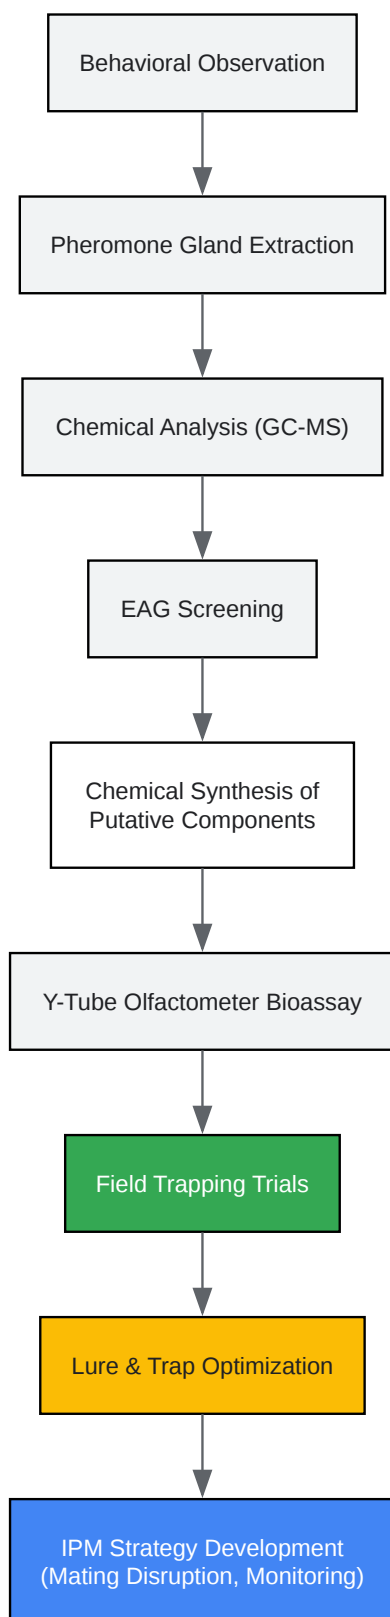 Behavioral Observation
Pheromone Gland Extraction
Chemical Analysis (GC-MS)
EAG Screening
Chemical Synthesis of
Putative Components
Y-Tube Olfactometer Bioassay
Field Trapping Trials
Lure & Trap Optimization
IPM Strategy Development
(Mating Disruption, Monitoring)